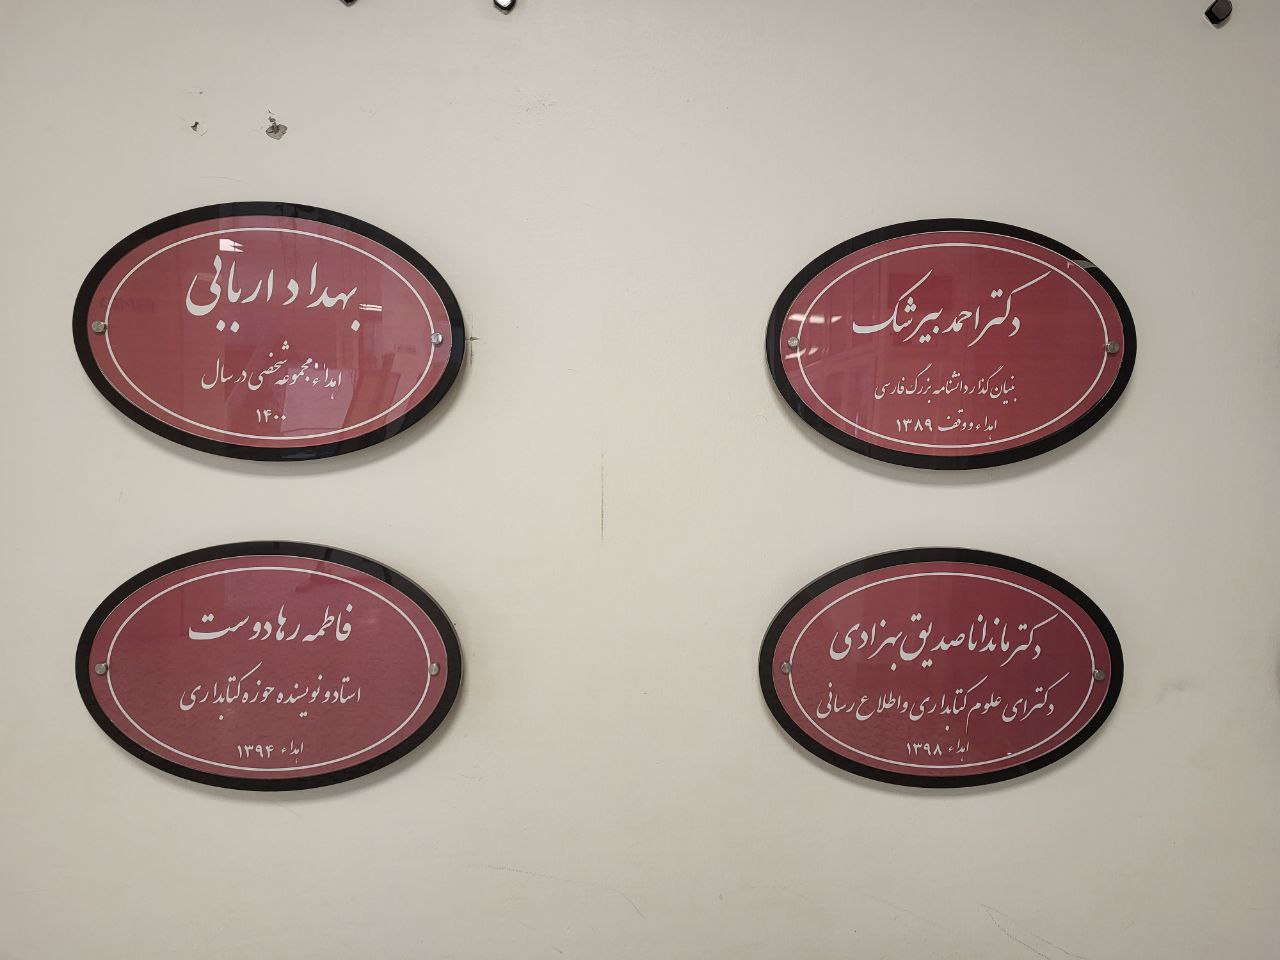 دکتر احمد بیرشک
بنیان گذار دانشنامه بزرگ فارسی
اهداء و وقف ۱۳۸۹
بهداد اربابی
اهداء مجموعه شخصی در سال
۱۴۰۰
دکتر ماندانا صدیق بهزادی
دکترای علوم کتابداری و اطلاع رسانی
اهداء ۱۳۹۸
فاطمه رهادوست
استاد و نویسنده حوزه کتابداری
اهداء ۱۳۹۴